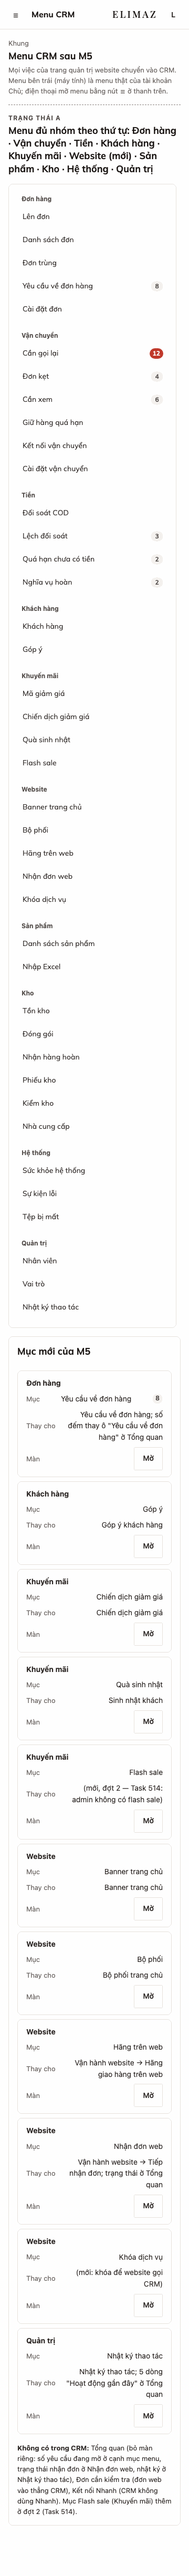 ≡ Menu CRM ELIMAZ L
Khung
Menu CRM sau M5
Mọi việc của trang quản trị website chuyển vào CRM.
Menu bên trái (máy tính) là menu thật của tài khoản
Chủ; điện thoại mở menu bằng nút ≡ ở thanh trên.
TRẠNG THÁI A
Menu đủ nhóm theo thứ tự: Đơn hàng
· Vận chuyển · Tiền · Khách hàng ·
Khuyến mãi · Website (mới) · Sản
phẩm · Kho · Hệ thống · Quản trị
Đơn hàng
Lên đơn
Danh sách đơn
Đơn trùng
Yêu cầu về đơn hàng 8
Cài đặt đơn
Vận chuyển
Cần gọi lại 12
Đơn kẹt 4
Cần xem 6
Giữ hàng quá hạn
Kết nối vận chuyển
Cài đặt vận chuyển
Tiền
Đối soát COD
Lệch đối soát 3
Quá hạn chưa có tiền 2
Nghĩa vụ hoàn 2
Khách hàng
Khách hàng
Góp ý
Khuyến mãi
Mã giảm giá
Chiến dịch giảm giá
Quà sinh nhật
Flash sale
Website
Banner trang chủ
Bộ phối
Hãng trên web
Nhận đơn web
Khóa dịch vụ
Sản phẩm
Danh sách sản phẩm
Nhập Excel
Kho
Tồn kho
Đóng gói
Nhận hàng hoàn
Phiếu kho
Kiểm kho
Nhà cung cấp
Hệ thống
Sức khỏe hệ thống
Sự kiện lỗi
Tệp bị mất
Quản trị
Nhân viên
Vai trò
Nhật ký thao tác
Mục mới của M5
Đơn hàng
Mục Yêu cầu về đơn hàng 8
Thay cho Yêu cầu về đơn hàng; số
đếm thay ô "Yêu cầu về đơn
hàng" ở Tổng quan
Màn Mở
Khách hàng
Mục Góp ý
Thay cho Góp ý khách hàng
Màn Mở
Khuyến mãi
Mục Chiến dịch giảm giá
Thay cho Chiến dịch giảm giá
Màn Mở
Khuyến mãi
Mục Quà sinh nhật
Thay cho Sinh nhật khách
Màn Mở
Khuyến mãi
Mục Flash sale
Thay cho (mới, đợt 2 — Task 514:
admin không có flash sale)
Màn Mở
Website
Mục Banner trang chủ
Thay cho Banner trang chủ
Màn Mở
Website
Mục Bộ phối
Thay cho Bộ phối trang chủ
Màn Mở
Website
Mục Hãng trên web
Thay cho Vận hành website → Hãng
giao hàng trên web
Màn Mở
Website
Mục Nhận đơn web
Thay cho Vận hành website → Tiếp
nhận đơn; trạng thái ở Tổng
quan
Màn Mở
Website
Mục Khóa dịch vụ
Thay cho (mới: khóa để website gọi
CRM)
Màn Mở
Quản trị
Mục Nhật ký thao tác
Thay cho Nhật ký thao tác; 5 dòng
"Hoạt động gần đây" ở Tổng
quan
Màn Mở
Không có trong CRM: Tổng quan (bỏ màn
riêng: số yêu cầu đang mở ở cạnh mục menu,
trạng thái nhận đơn ở Nhận đơn web, nhật ký ở
Nhật ký thao tác), Đơn cần kiểm tra (đơn web
vào thẳng CRM), Kết nối Nhanh (CRM không
dùng Nhanh). Mục Flash sale (Khuyến mãi) thêm
ở đợt 2 (Task 514).